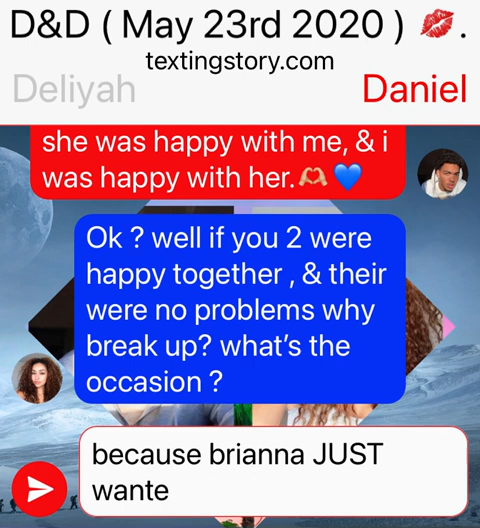 D&D ( May 23rd 2020 ) 💋.
textingstory.com
Deliyah Daniel
she was happy with me, & i
was happy with her.🫶🏼💙
Ok ? well if you 2 were
happy together , & their
were no problems why
break up? what's the
occasion ?
because brianna JUST
wante